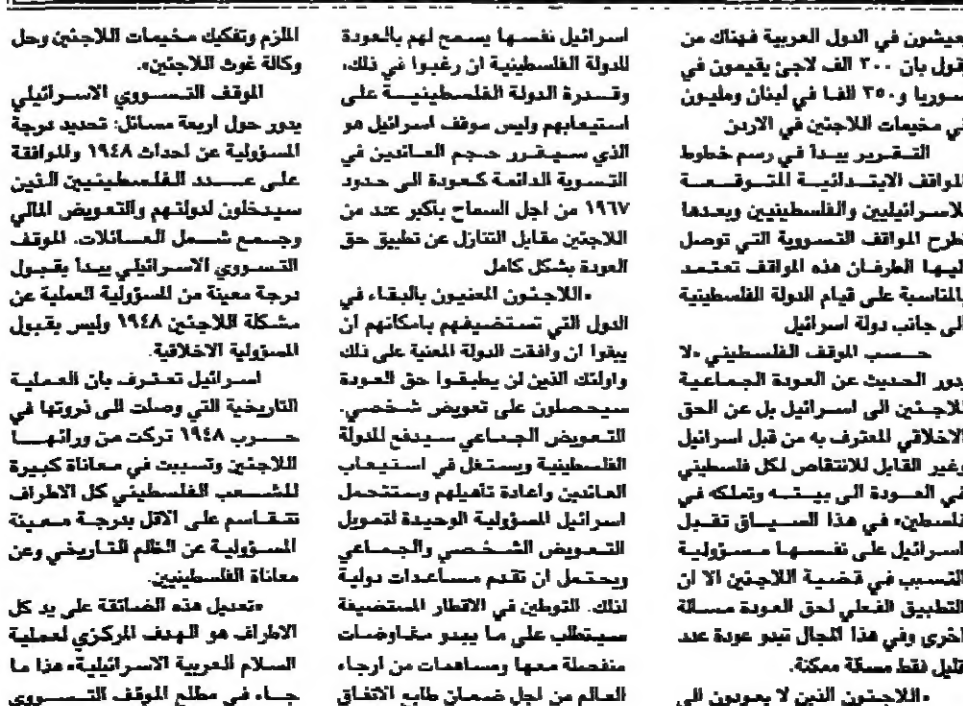 يعيشون في الدول العربية فهناك من
يقول بان ٣٠٠ الف لاجئ يقيمون في
سوريا و٣٥٠ الفا في لبنان ومليون
في مخيمات اللاجئين في الاردن
التقرير يبدأ في رسم خطوط
المواقف الابتدائية المتوقعة
للاسرائيليين والفلسطينيين وبعدها
تطرح المواقف التسووية التي توصل
اليها الطرفان هذه المواقف تعتمد
بالمناسبة على قيام الدولة الفلسطينية
الى جانب دولة اسرائيل
حسب الموقف الفلسطيني «لا
يدور الحديث عن العودة الجماعية
للاجئين الى اسرائيل بل عن الحق
الاخلاقي المعترف به من قبل اسرائيل
وغير القابل للانتقاص لكل فلسطيني
في العودة الى بيته وتملكه في
فلسطين» في هذا السياق تقبل
اسرائيل على نفسها مسؤولية
التسبب في قضية اللاجئين الا ان
التطبيق الفعلي لحق العودة مسألة
اخرى وفي هذا المجال تبدو عودة عدد
قليل فقط مسألة ممكنة.
«اللاجئون الذين لا يعودون الى
اسرائيل نفسها يسمح لهم بالعودة
للدولة الفلسطينية ان رغبوا في ذلك،
وقدرة الدولة الفلسطينية على
استيعابهم وليس موقف اسرائيل هو
الذي سيقرر حجم العائدين في
التسوية الدائمة كعودة الى حدود
١٩٦٧ من اجل السماح باكبر عدد من
اللاجئين مقابل التنازل عن تطبيق حق
العودة بشكل كامل
«اللاجئون المعنيون بالبقاء في
الدول التي تستضيفهم بامكانهم ان
يبقوا ان وافقت الدولة المعنية على ذلك
واولئك الذين لن يطبقوا حق العودة
سيحصلون على تعويض شخصي.
التعويض الجماعي سيدفع للدولة
الفلسطينية ويستغل في استيعاب
العائدين واعادة تأهيلهم وستتحمل
اسرائيل المسؤولية الوحيدة لتمويل
التعويض الشخصي والجماعي
ويحتمل ان تقدم مساعدات دولية
لذلك. التوطين في الاقطار المستضيفة
سيتطلب على ما يبدو مفاوضات
منفصلة معها ومساهمات من ارجاء
العالم من اجل ضمان طابع الاتفاق
الملزم وتفكيك مخيمات اللاجئين وحل
وكالة غوث اللاجئين».
الموقف التسووي الاسرائيلي
يدور حول اربعة مسائل: تحديد درجة
المسؤولية عن احداث ١٩٤٨ والموافقة
على عدد الفلسطينيين الذين
سيدخلون لدولتهم والتعويض المالي
وجمع شمل العائلات. الموقف
التسووي الاسرائيلي يبدأ بقبول
درجة معينة من المسؤولية العملية عن
مشكلة اللاجئين ١٩٤٨ وليس بقبول
المسؤولية الاخلاقية.
اسرائيل تعترف بان العملية
التاريخية التي وصلت الى ذروتها في
حرب ١٩٤٨ تركت من ورائها
اللاجئين وتسببت في معاناة كبيرة
للشعب الفلسطيني كل الاطراف
تتقاسم على الاقل بدرجة معينة
المسؤولية عن الظلم التاريخي وعن
معاناة الفلسطينيين.
«تعديل هذه الضائقة على يد كل
الاطراف هو الهدف المركزي لعملية
السلام العربية الاسرائيلية» هذا ما
جاء في مطلع الموقف التسووي